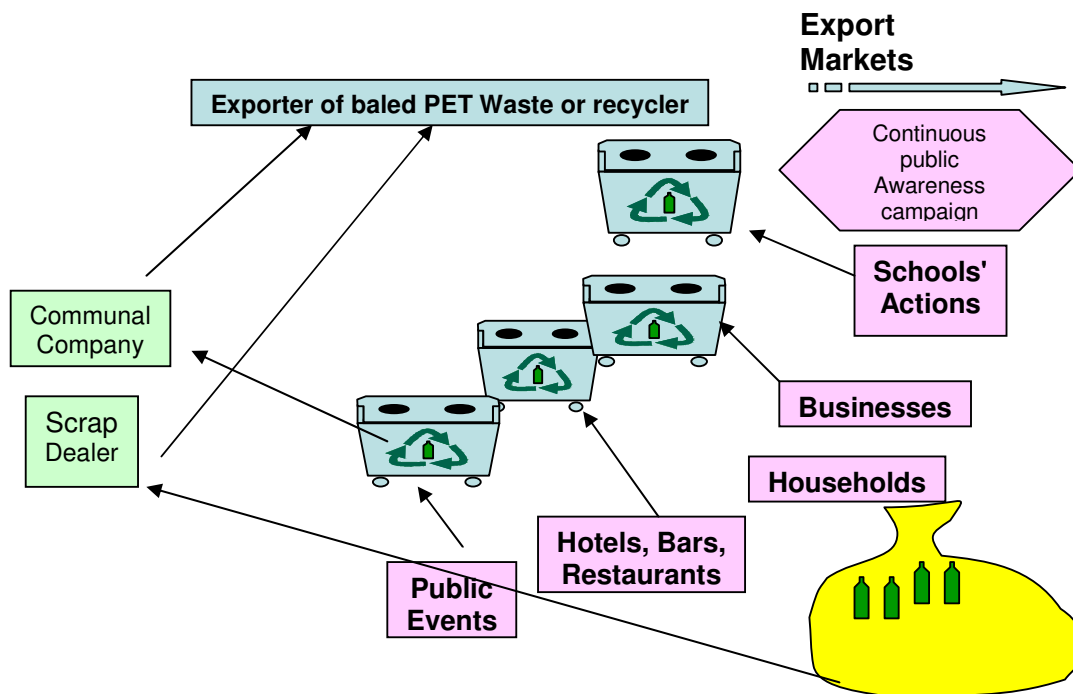 Export
Markets
Exporter of baled PET Waste or recycler
Continuous
public
Awareness
campaign
Schools'
Actions
Communal
Company
Businesses
Scrap
Dealer
Households
Hotels, Bars,
Restaurants
Public
Events